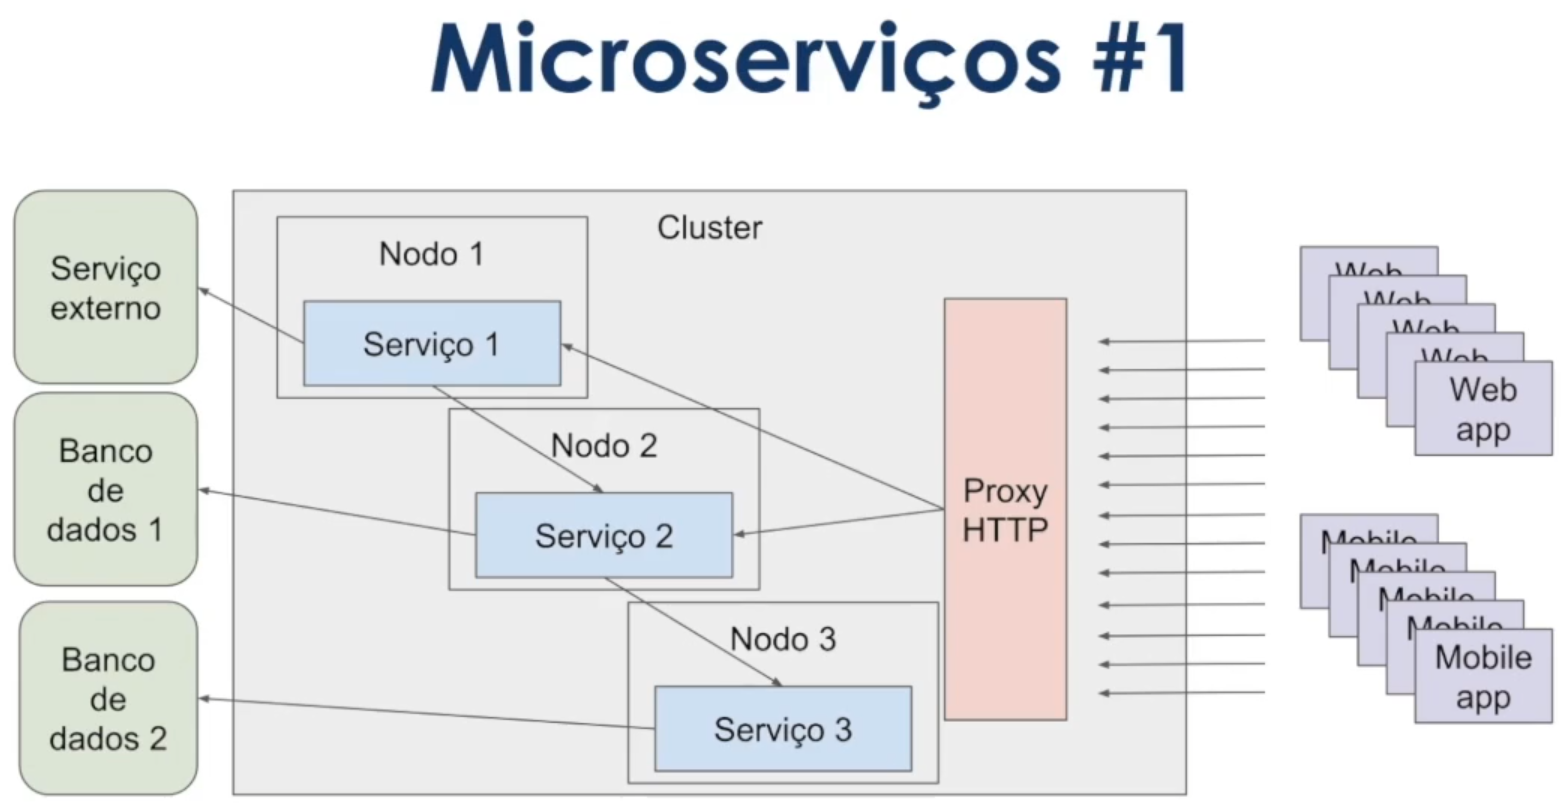 Microserviços #1
Cluster
Serviço
externo
Banco
de
dados 1
Banco
de
dados 2
Nodo 1
Serviço 1
Nodo 2
Serviço 2
Nodo 3
Serviço 3
Proxy
HTTP
Web
Web
Web
Web
Web
app
Mobile
Mobile
Mobile
Mobile
Mobile
app